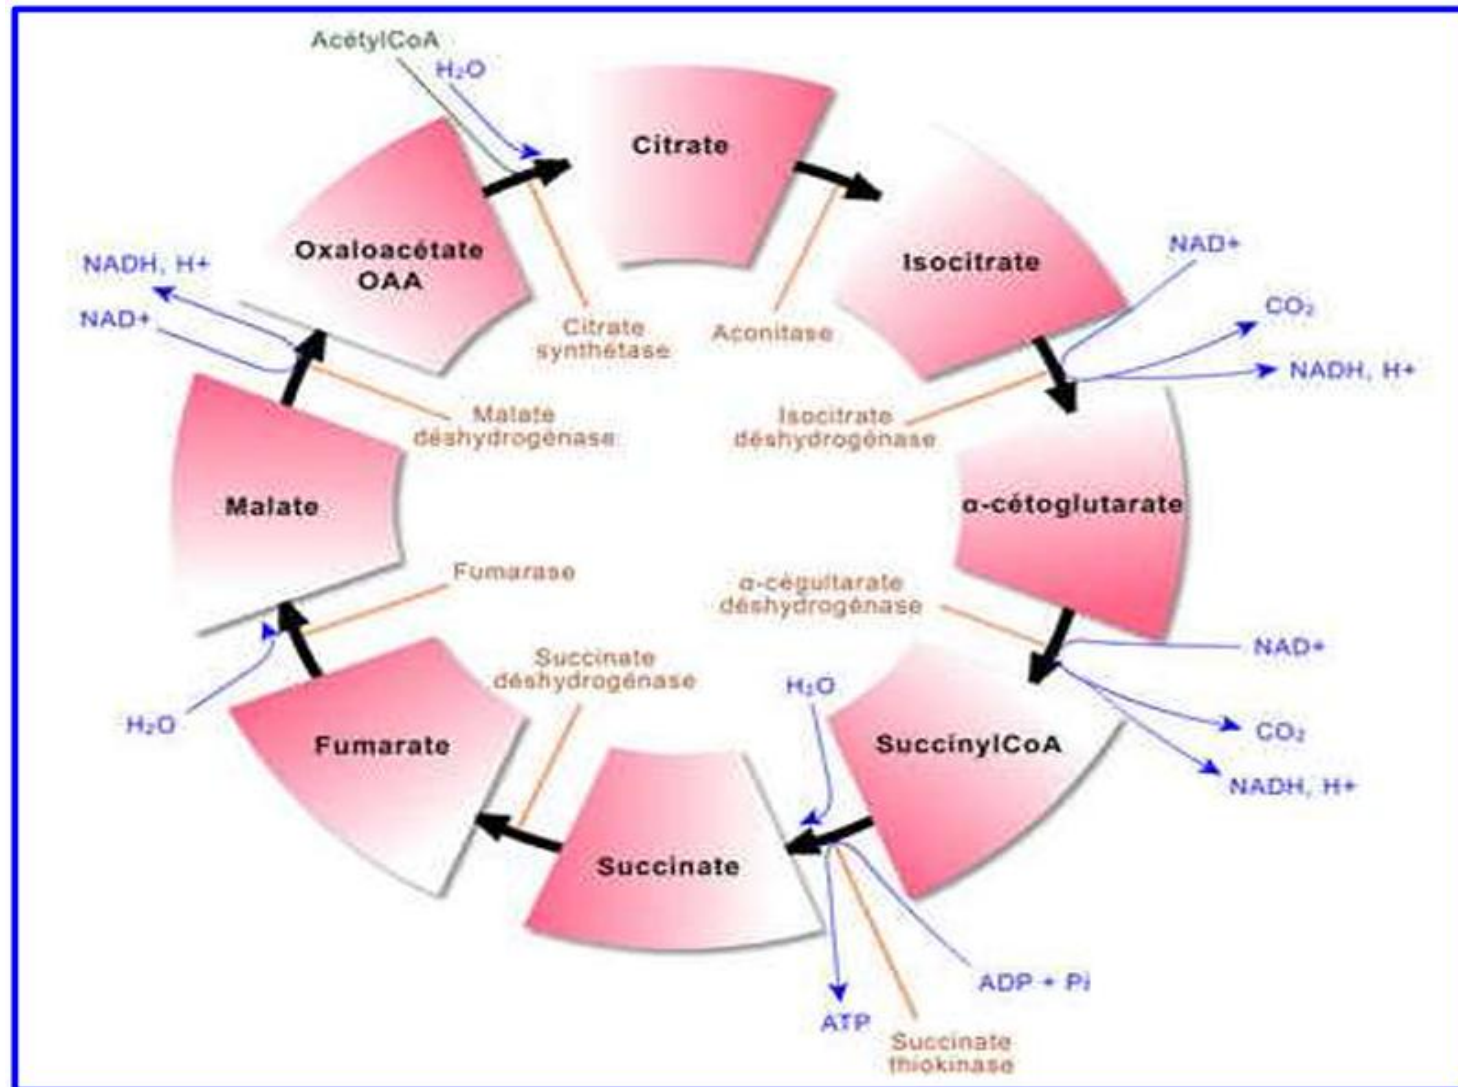 AcétylCoA
H₂O
Citrate
Oxaloacétate
OAA
Isocitrate
NAD+
CO₂
NADH, H+
NADH, H+
NAD+
Citrate
synthétase
Aconitase
Malate
déshydrogénase
Isocitrate
déshydrogénase
Malate
α-cétoglutarate
Fumarase
α-cégultarate
déshydrogénase
NAD+
CO₂
NADH, H+
Succinate
déshydrogénase
H₂O
H₂O
Fumarate
SuccinylCoA
Succinate
ADP + Pi
ATP
Succinate
thiokinase